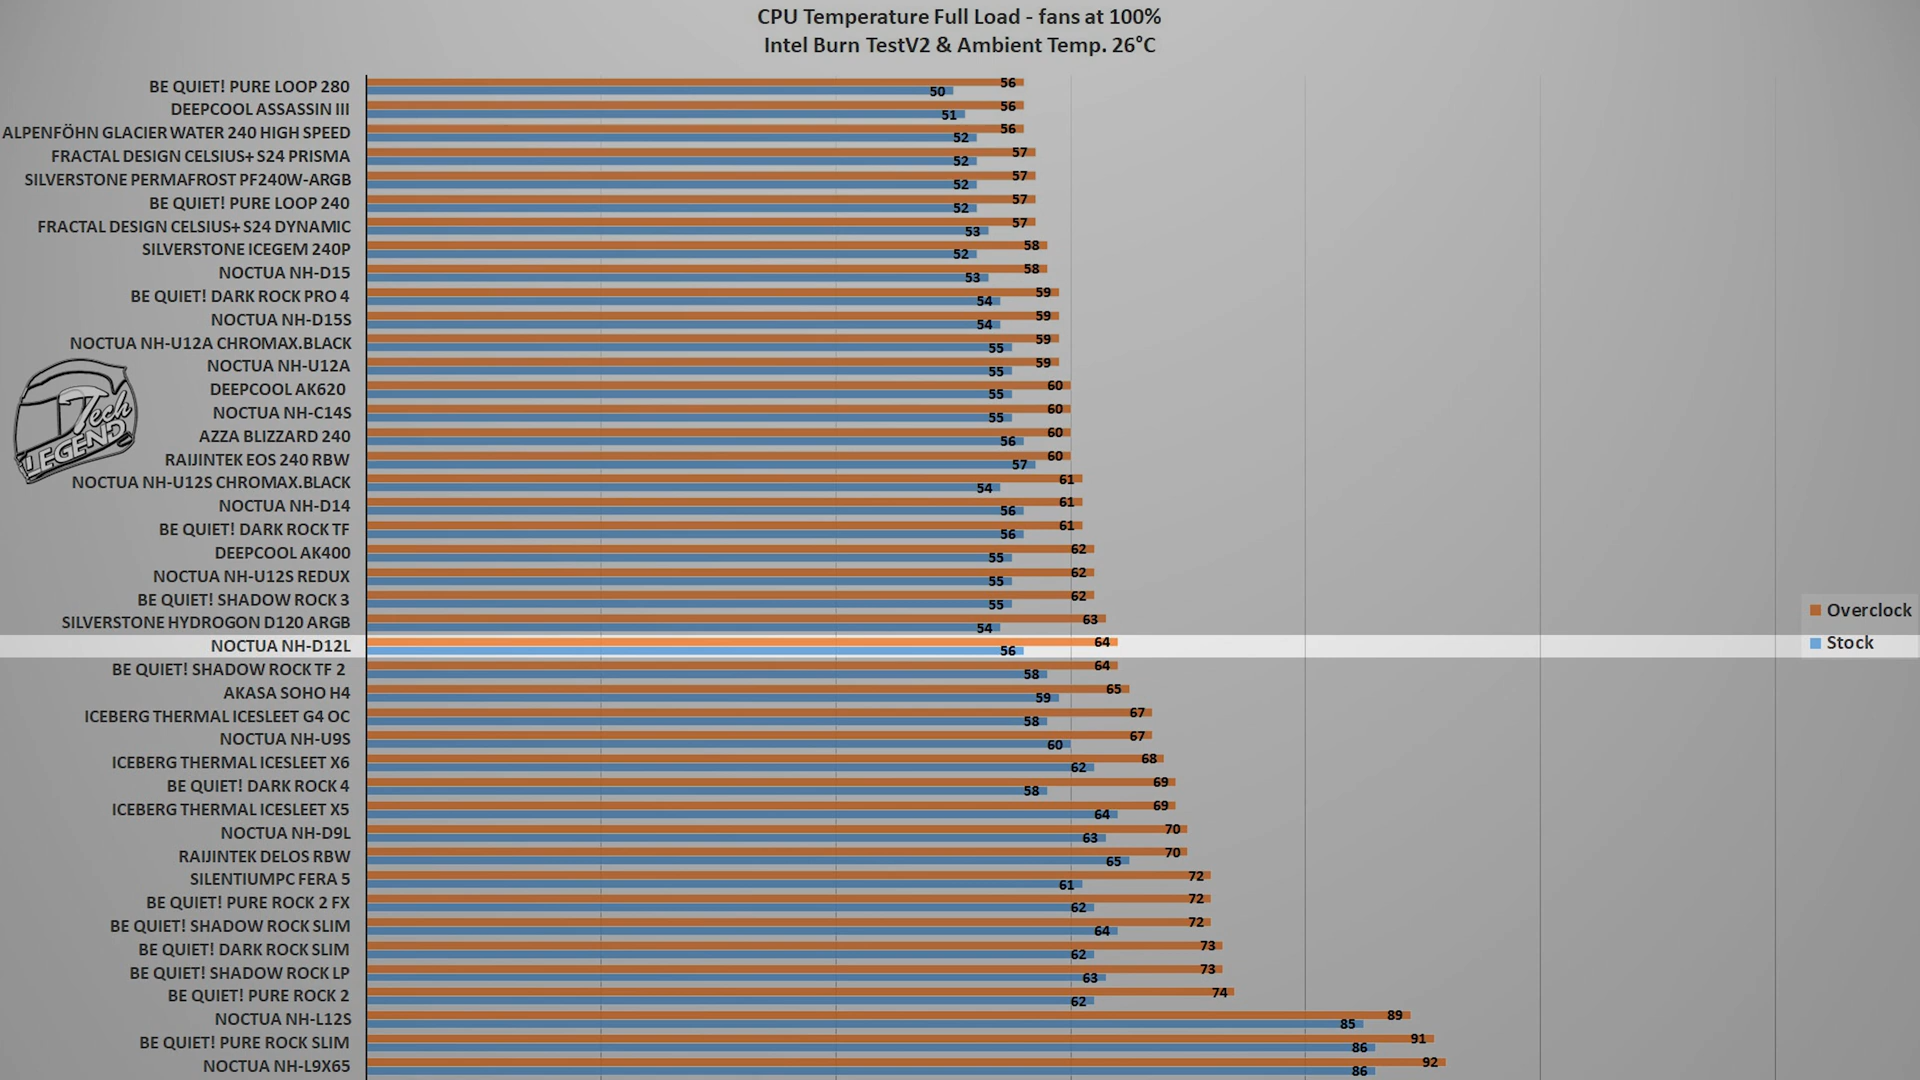 CPU Temperature Full Load - fans at 100%
Intel Burn TestV2 & Ambient Temp. 26°C
BE QUIET! PURE LOOP 280 56 50
DEEPCOOL ASSASSIN III 56 51
ALPENFÖHN GLACIER WATER 240 HIGH SPEED 56 52
FRACTAL DESIGN CELSIUS+ S24 PRISMA 57 52
SILVERSTONE PERMAFROST PF240W-ARGB 57 52
BE QUIET! PURE LOOP 240 57 52
FRACTAL DESIGN CELSIUS+ S24 DYNAMIC 57 53
SILVERSTONE ICEGEM 240P 58 52
NOCTUA NH-D15 58 53
BE QUIET! DARK ROCK PRO 4 59 54
NOCTUA NH-D15S 59 54
NOCTUA NH-U12A CHROMAX.BLACK 59 55
NOCTUA NH-U12A 59 55
DEEPCOOL AK620 60 55
NOCTUA NH-C14S 60 55
AZZA BLIZZARD 240 60 56
RAIJINTEK EOS 240 RBW 60 57
NOCTUA NH-U12S CHROMAX.BLACK 61 54
NOCTUA NH-D14 61 56
BE QUIET! DARK ROCK TF 61 56
DEEPCOOL AK400 62 55
NOCTUA NH-U12S REDUX 62 55
BE QUIET! SHADOW ROCK 3 62 55
SILVERSTONE HYDROGON D120 ARGB 63 54
NOCTUA NH-D12L 64 56
BE QUIET! SHADOW ROCK TF 2 64 58
AKASA SOHO H4 65 59
ICEBERG THERMAL ICESLEET G4 OC 67 58
NOCTUA NH-U9S 67 60
ICEBERG THERMAL ICESLEET X6 68 62
BE QUIET! DARK ROCK 4 69 58
ICEBERG THERMAL ICESLEET X5 69 64
NOCTUA NH-D9L 70 63
RAIJINTEK DELOS RBW 70 65
SILENTIUMPC FERA 5 72 61
BE QUIET! PURE ROCK 2 FX 72 62
BE QUIET! SHADOW ROCK SLIM 72 64
BE QUIET! DARK ROCK SLIM 73 62
BE QUIET! SHADOW ROCK LP 73 63
BE QUIET! PURE ROCK 2 74 62
NOCTUA NH-L12S 89 85
BE QUIET! PURE ROCK SLIM 91 86
NOCTUA NH-L9X65 92 86
Tech
LEGEND
Overclock
Stock